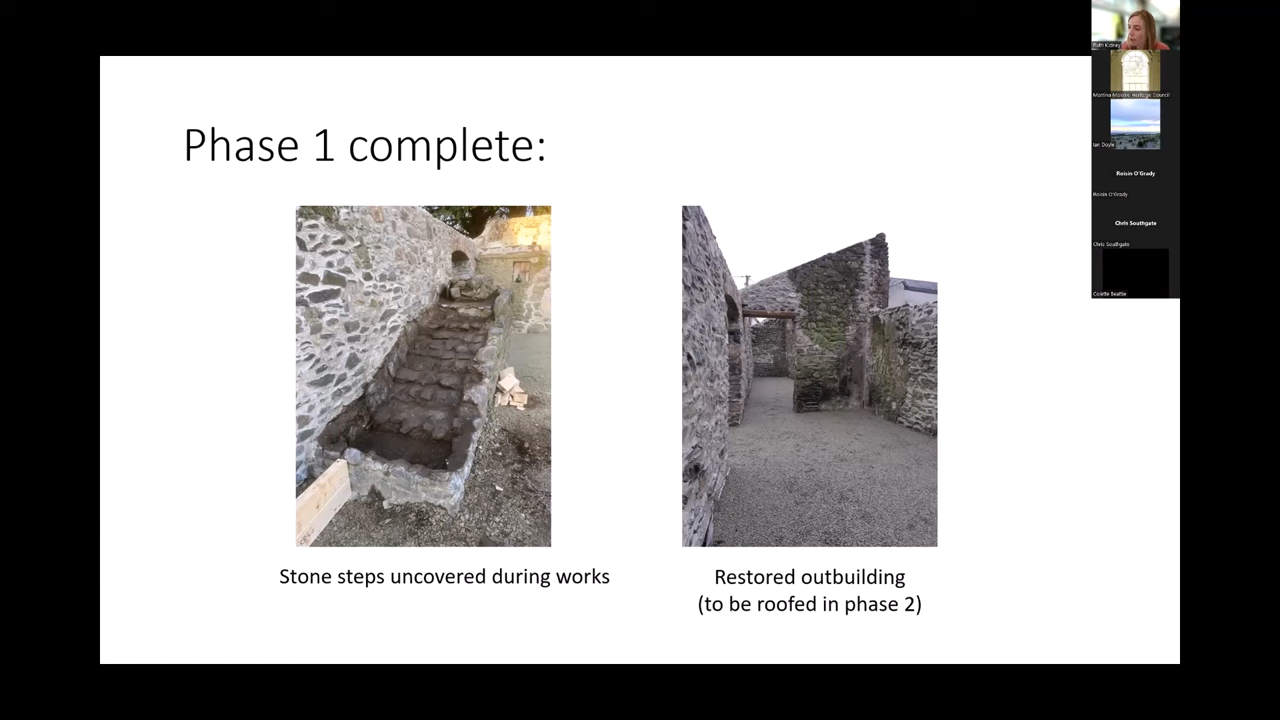 Phase 1 complete:
Stone steps uncovered during works
Restored outbuilding
(to be roofed in phase 2)
Ruth Kidney
Martina Moloney Heritage Council
Ian Doyle
Roisin O'Grady
Roisin O'Grady
Chris Southgate
Chris Southgate
Colette Beattie